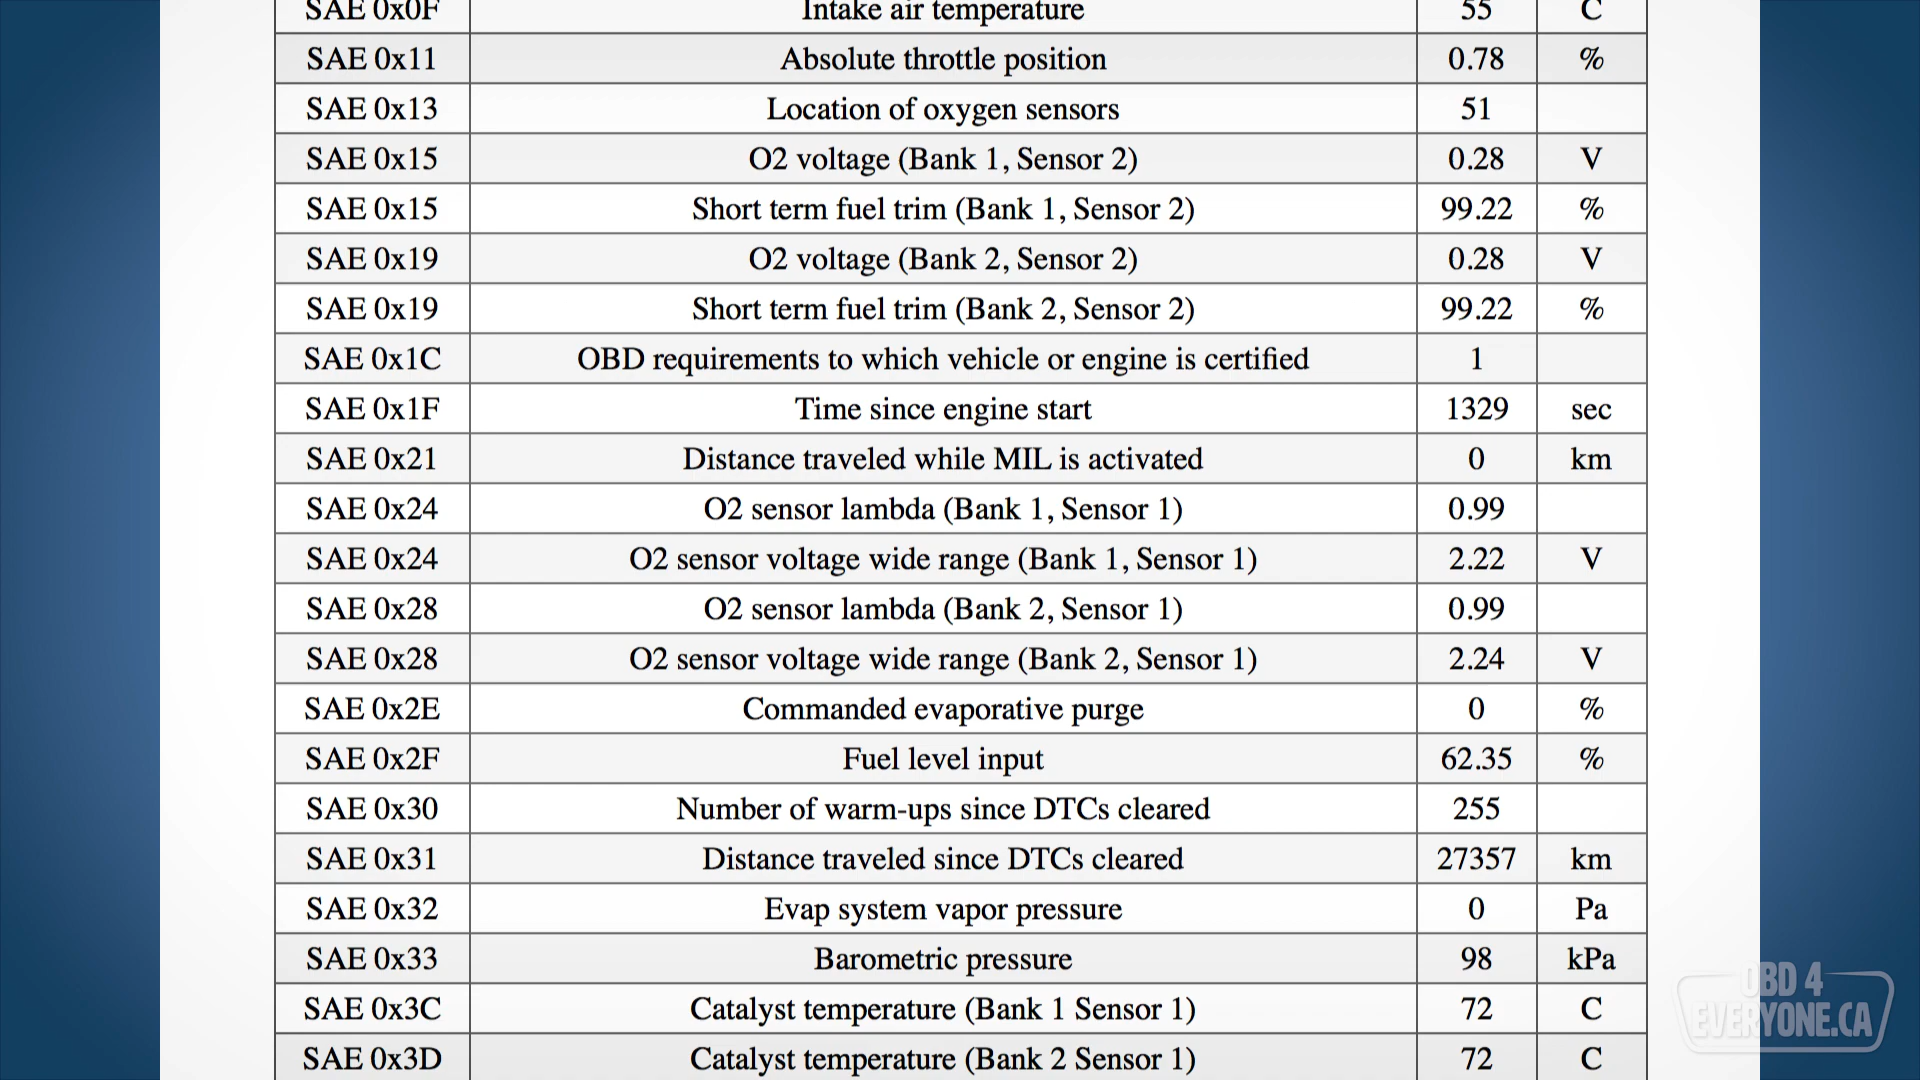 SAE 0x0F Intake air temperature 55 C
SAE 0x11 Absolute throttle position 0.78 %
SAE 0x13 Location of oxygen sensors 51
SAE 0x15 O2 voltage (Bank 1, Sensor 2) 0.28 V
SAE 0x15 Short term fuel trim (Bank 1, Sensor 2) 99.22 %
SAE 0x19 O2 voltage (Bank 2, Sensor 2) 0.28 V
SAE 0x19 Short term fuel trim (Bank 2, Sensor 2) 99.22 %
SAE 0x1C OBD requirements to which vehicle or engine is certified 1
SAE 0x1F Time since engine start 1329 sec
SAE 0x21 Distance traveled while MIL is activated 0 km
SAE 0x24 O2 sensor lambda (Bank 1, Sensor 1) 0.99
SAE 0x24 O2 sensor voltage wide range (Bank 1, Sensor 1) 2.22 V
SAE 0x28 O2 sensor lambda (Bank 2, Sensor 1) 0.99
SAE 0x28 O2 sensor voltage wide range (Bank 2, Sensor 1) 2.24 V
SAE 0x2E Commanded evaporative purge 0 %
SAE 0x2F Fuel level input 62.35 %
SAE 0x30 Number of warm-ups since DTCs cleared 255
SAE 0x31 Distance traveled since DTCs cleared 27357 km
SAE 0x32 Evap system vapor pressure 0 Pa
SAE 0x33 Barometric pressure 98 kPa
SAE 0x3C Catalyst temperature (Bank 1 Sensor 1) 72 C
SAE 0x3D Catalyst temperature (Bank 2 Sensor 1) 72 C
OBD 4
EVERYONE.CA